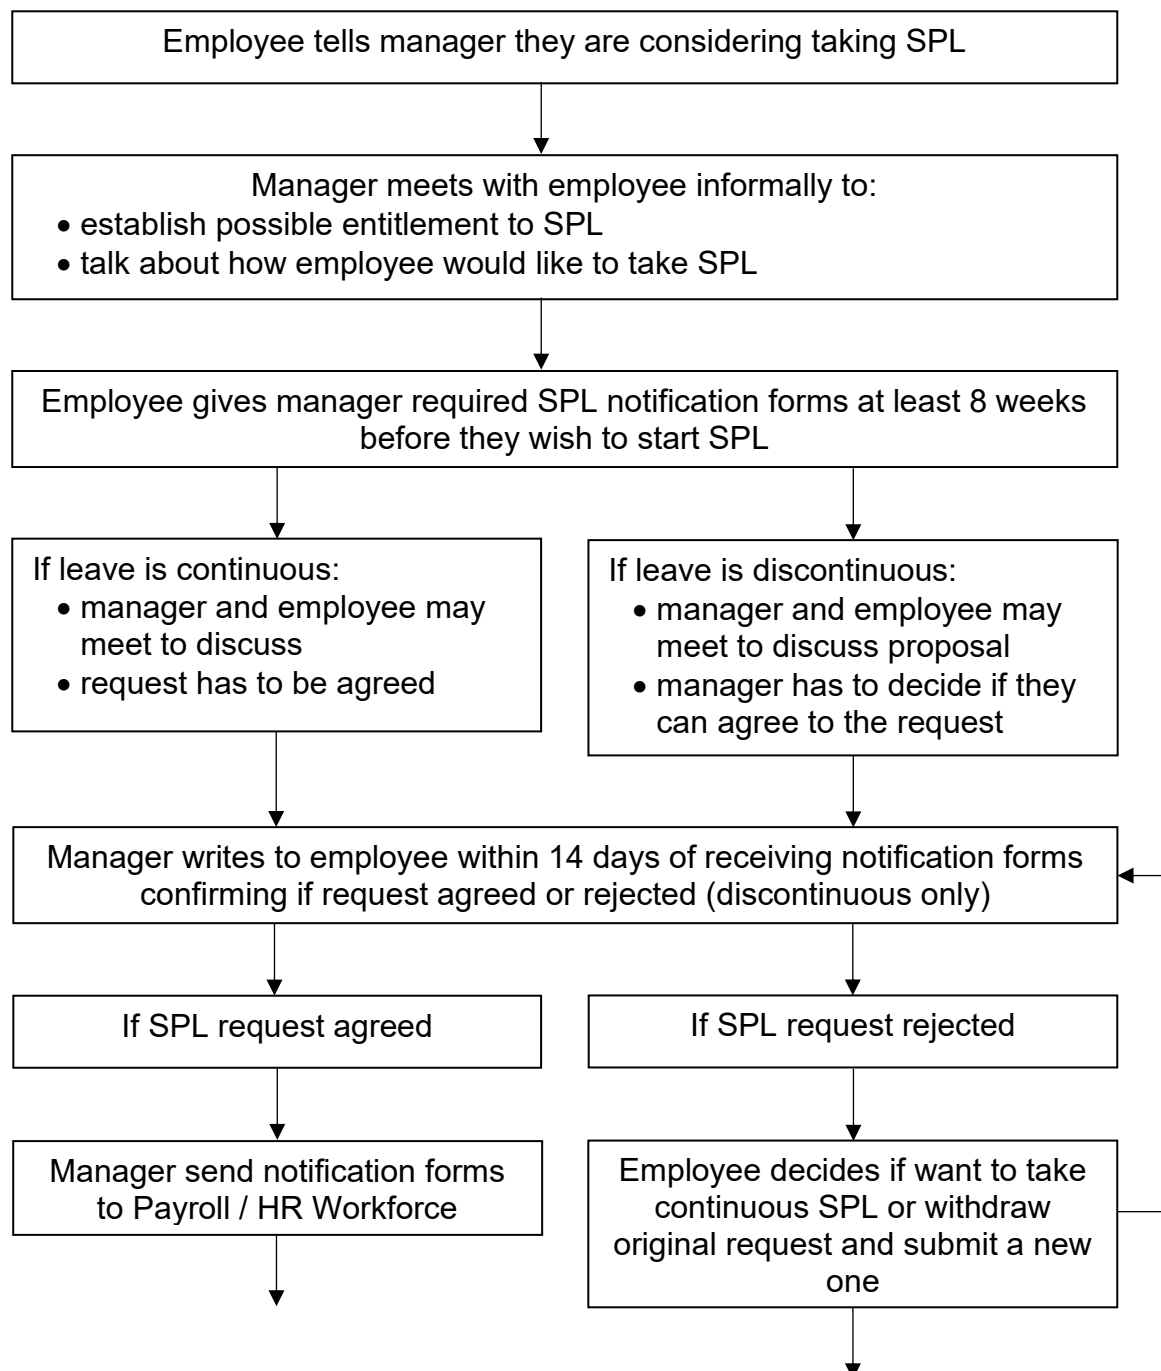 Employee tells manager they are considering taking SPL
Manager meets with employee informally to:
• establish possible entitlement to SPL
• talk about how employee would like to take SPL
Employee gives manager required SPL notification forms at least 8 weeks
before they wish to start SPL
If leave is continuous:
• manager and employee may
meet to discuss
• request has to be agreed
If leave is discontinuous:
• manager and employee may
meet to discuss proposal
• manager has to decide if they
can agree to the request
Manager writes to employee within 14 days of receiving notification forms
confirming if request agreed or rejected (discontinuous only)
If SPL request agreed
If SPL request rejected
Manager send notification forms
to Payroll / HR Workforce
Employee decides if want to take
continuous SPL or withdraw
original request and submit a new
one